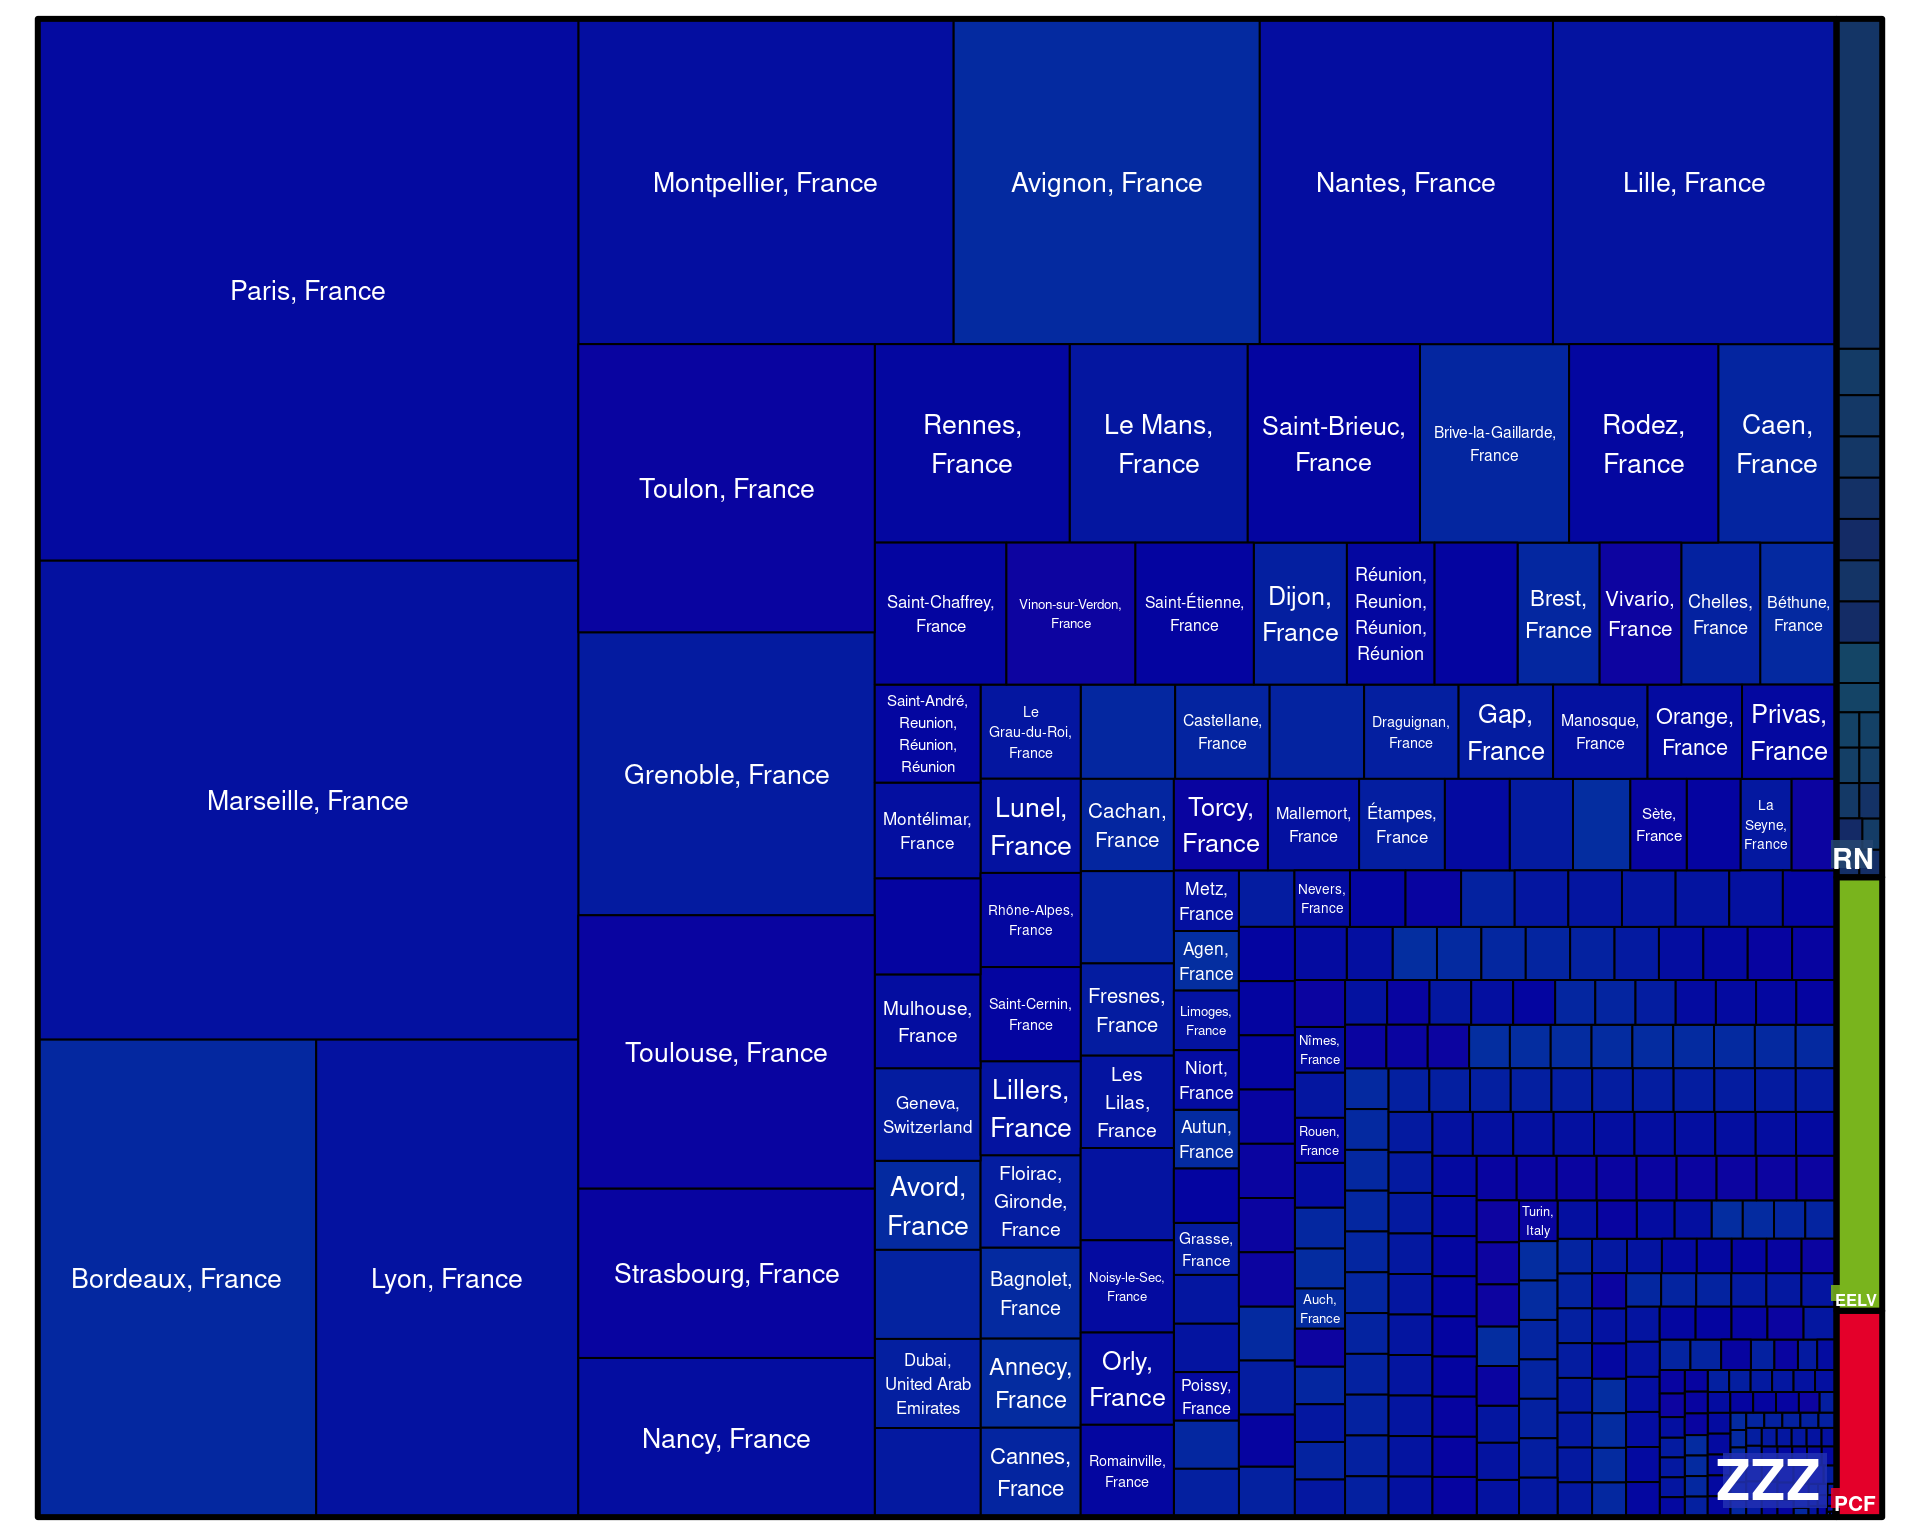 Paris, France
Marseille, France
Bordeaux, France
Lyon, France
Montpellier, France
Avignon, France
Nantes, France
Lille, France
Toulon, France
Grenoble, France
Toulouse, France
Strasbourg, France
Nancy, France
Rennes,
France
Le Mans,
France
Saint-Brieuc,
France
Brive-la-Gaillarde,
France
Rodez,
France
Caen,
France
Saint-Chaffrey,
France
Vinon-sur-Verdon,
France
Saint-Étienne,
France
Dijon,
France
Réunion,
Reunion,
Réunion,
Réunion
Brest,
France
Vivario,
France
Chelles,
France
Béthune,
France
Saint-André,
Reunion,
Réunion,
Réunion
Montélimar,
France
Mulhouse,
France
Geneva,
Switzerland
Avord,
France
Dubai,
United Arab
Emirates
Le
Grau-du-Roi,
France
Lunel,
France
Rhône-Alpes,
France
Saint-Cernin,
France
Lillers,
France
Floirac,
Gironde,
France
Bagnolet,
France
Annecy,
France
Cannes,
France
Castellane,
France
Draguignan,
France
Gap,
France
Manosque,
France
Orange,
France
Privas,
France
Cachan,
France
Fresnes,
France
Les
Lilas,
France
Noisy-le-Sec,
France
Orly,
France
Romainville,
France
Torcy,
France
Mallemort,
France
Étampes,
France
Sète,
France
La
Seyne,
France
Metz,
France
Agen,
France
Limoges,
France
Niort,
France
Autun,
France
Grasse,
France
Poissy,
France
Nevers,
France
Nîmes,
France
Rouen,
France
Auch,
France
Turin,
Italy
ZZZ
RN
EELV
PCF